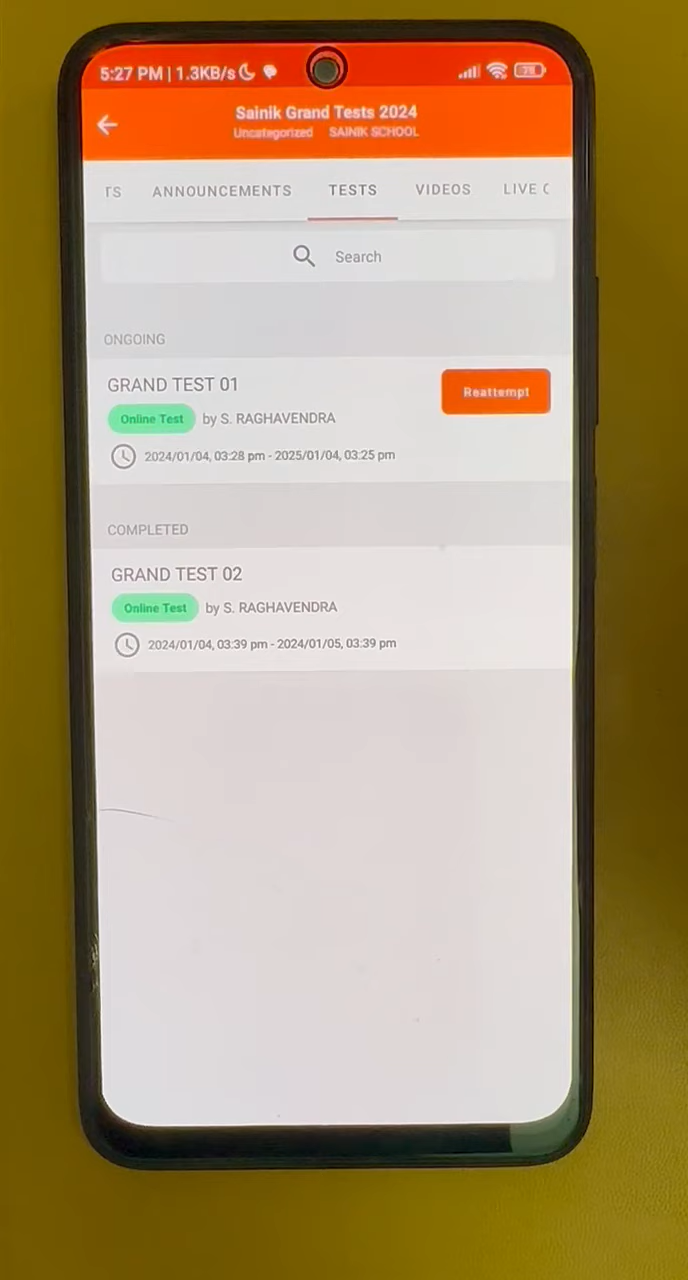 5:27 PM | 1.3KB/s
78
Sainik Grand Tests 2024
Uncategorized SAINIK SCHOOL
TS ANNOUNCEMENTS TESTS VIDEOS LIVE C
Search
ONGOING
GRAND TEST 01
Reattempt
Online Test by S. RAGHAVENDRA
2024/01/04, 03:28 pm - 2025/01/04, 03:25 pm
COMPLETED
GRAND TEST 02
Online Test by S. RAGHAVENDRA
2024/01/04, 03:39 pm - 2024/01/05, 03:39 pm